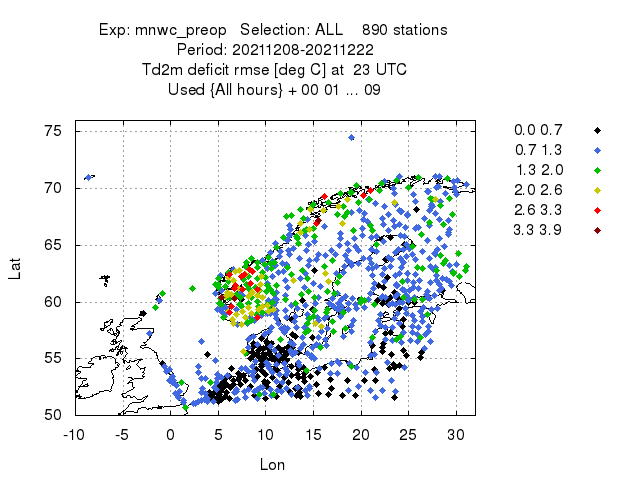 Exp: mnwc_preop   Selection: ALL    890 stations
Period: 20211208-20211222
Td2m deficit rmse [deg C] at  23 UTC
Used {All hours} + 00 01 ... 09
0.0 0.7
0.7 1.3
1.3 2.0
2.0 2.6
2.6 3.3
3.3 3.9
75
70
65
60
55
50
Lat
-10 -5 0 5 10 15 20 25 30
Lon